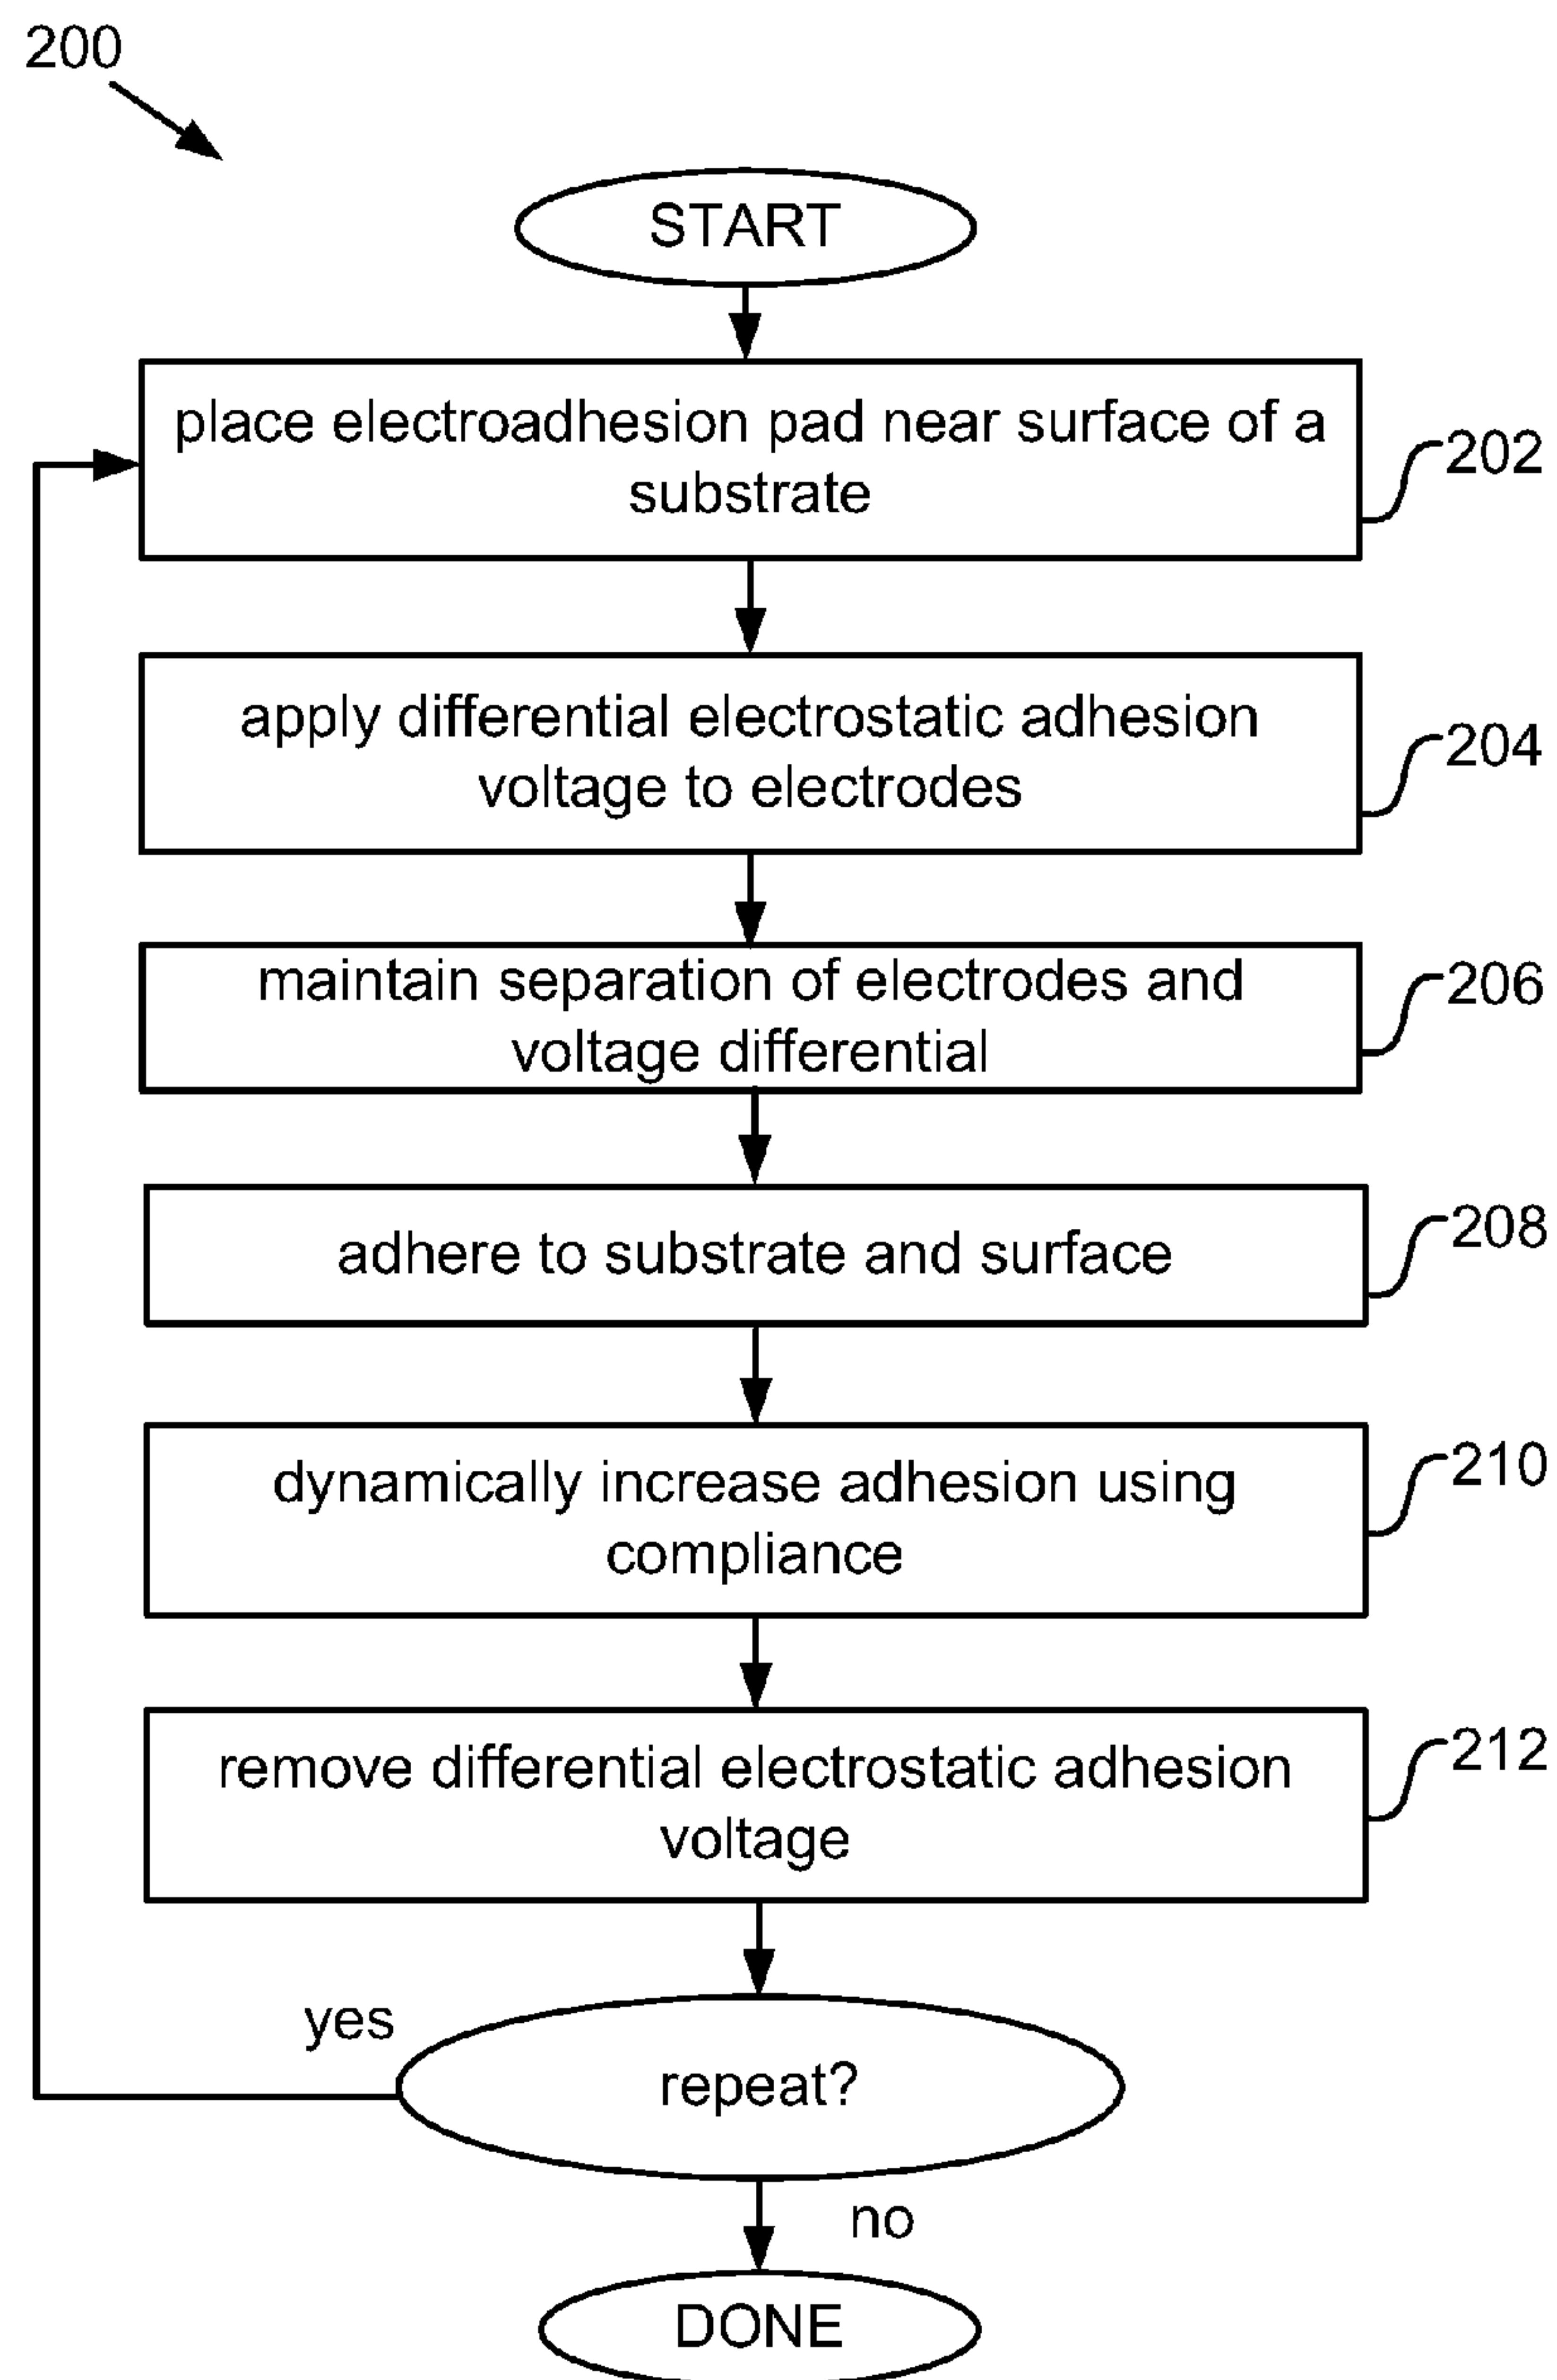 200
START
place electroadhesion pad near surface of a
substrate
202
apply differential electrostatic adhesion
voltage to electrodes
204
maintain separation of electrodes and
voltage differential
206
adhere to substrate and surface
208
dynamically increase adhesion using
compliance
210
remove differential electrostatic adhesion
voltage
212
yes
repeat?
no
DONE